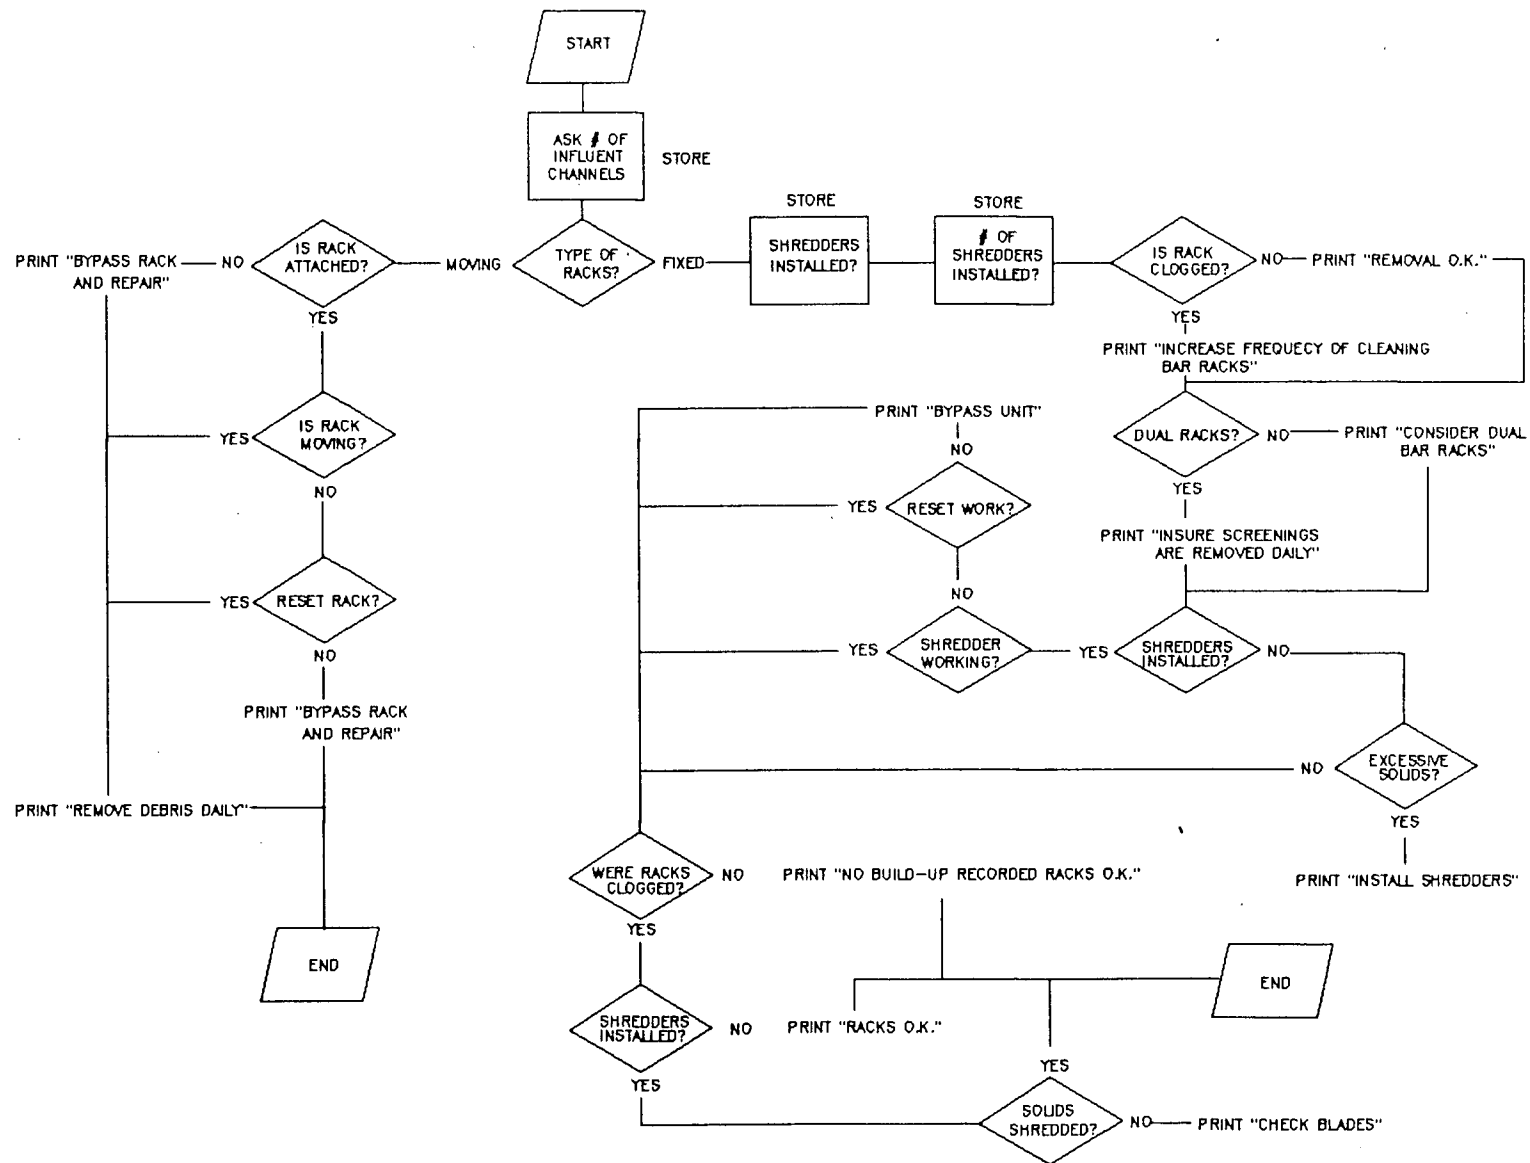 START
ASK # OF
INFLUENT
CHANNELS
STORE
TYPE OF
RACKS?
MOVING
IS RACK
ATTACHED?
NO
PRINT "BYPASS RACK
AND REPAIR"
YES
IS RACK
MOVING?
YES
NO
RESET RACK?
YES
NO
PRINT "BYPASS RACK
AND REPAIR"
PRINT "REMOVE DEBRIS DAILY"
END
FIXED
STORE
SHREDDERS
INSTALLED?
STORE
# OF
SHREDDERS
INSTALLED?
IS RACK
CLOGGED?
NO
PRINT "REMOVAL O.K."
YES
PRINT "INCREASE FREQUECY OF CLEANING
BAR RACKS"
DUAL RACKS?
NO
PRINT "CONSIDER DUAL
BAR RACKS"
YES
PRINT "INSURE SCREENINGS
ARE REMOVED DAILY"
SHREDDERS
INSTALLED?
NO
YES
SHREDDER
WORKING?
YES
NO
RESET WORK?
YES
NO
PRINT "BYPASS UNIT"
EXCESSIVE
SOLIDS?
NO
YES
PRINT "INSTALL SHREDDERS"
WERE RACKS
CLOGGED?
NO
PRINT "NO BUILD-UP RECORDED RACKS O.K."
YES
SHREDDERS
INSTALLED?
NO
PRINT "RACKS O.K."
END
YES
YES
SOLIDS
SHREDDED?
NO
PRINT "CHECK BLADES"